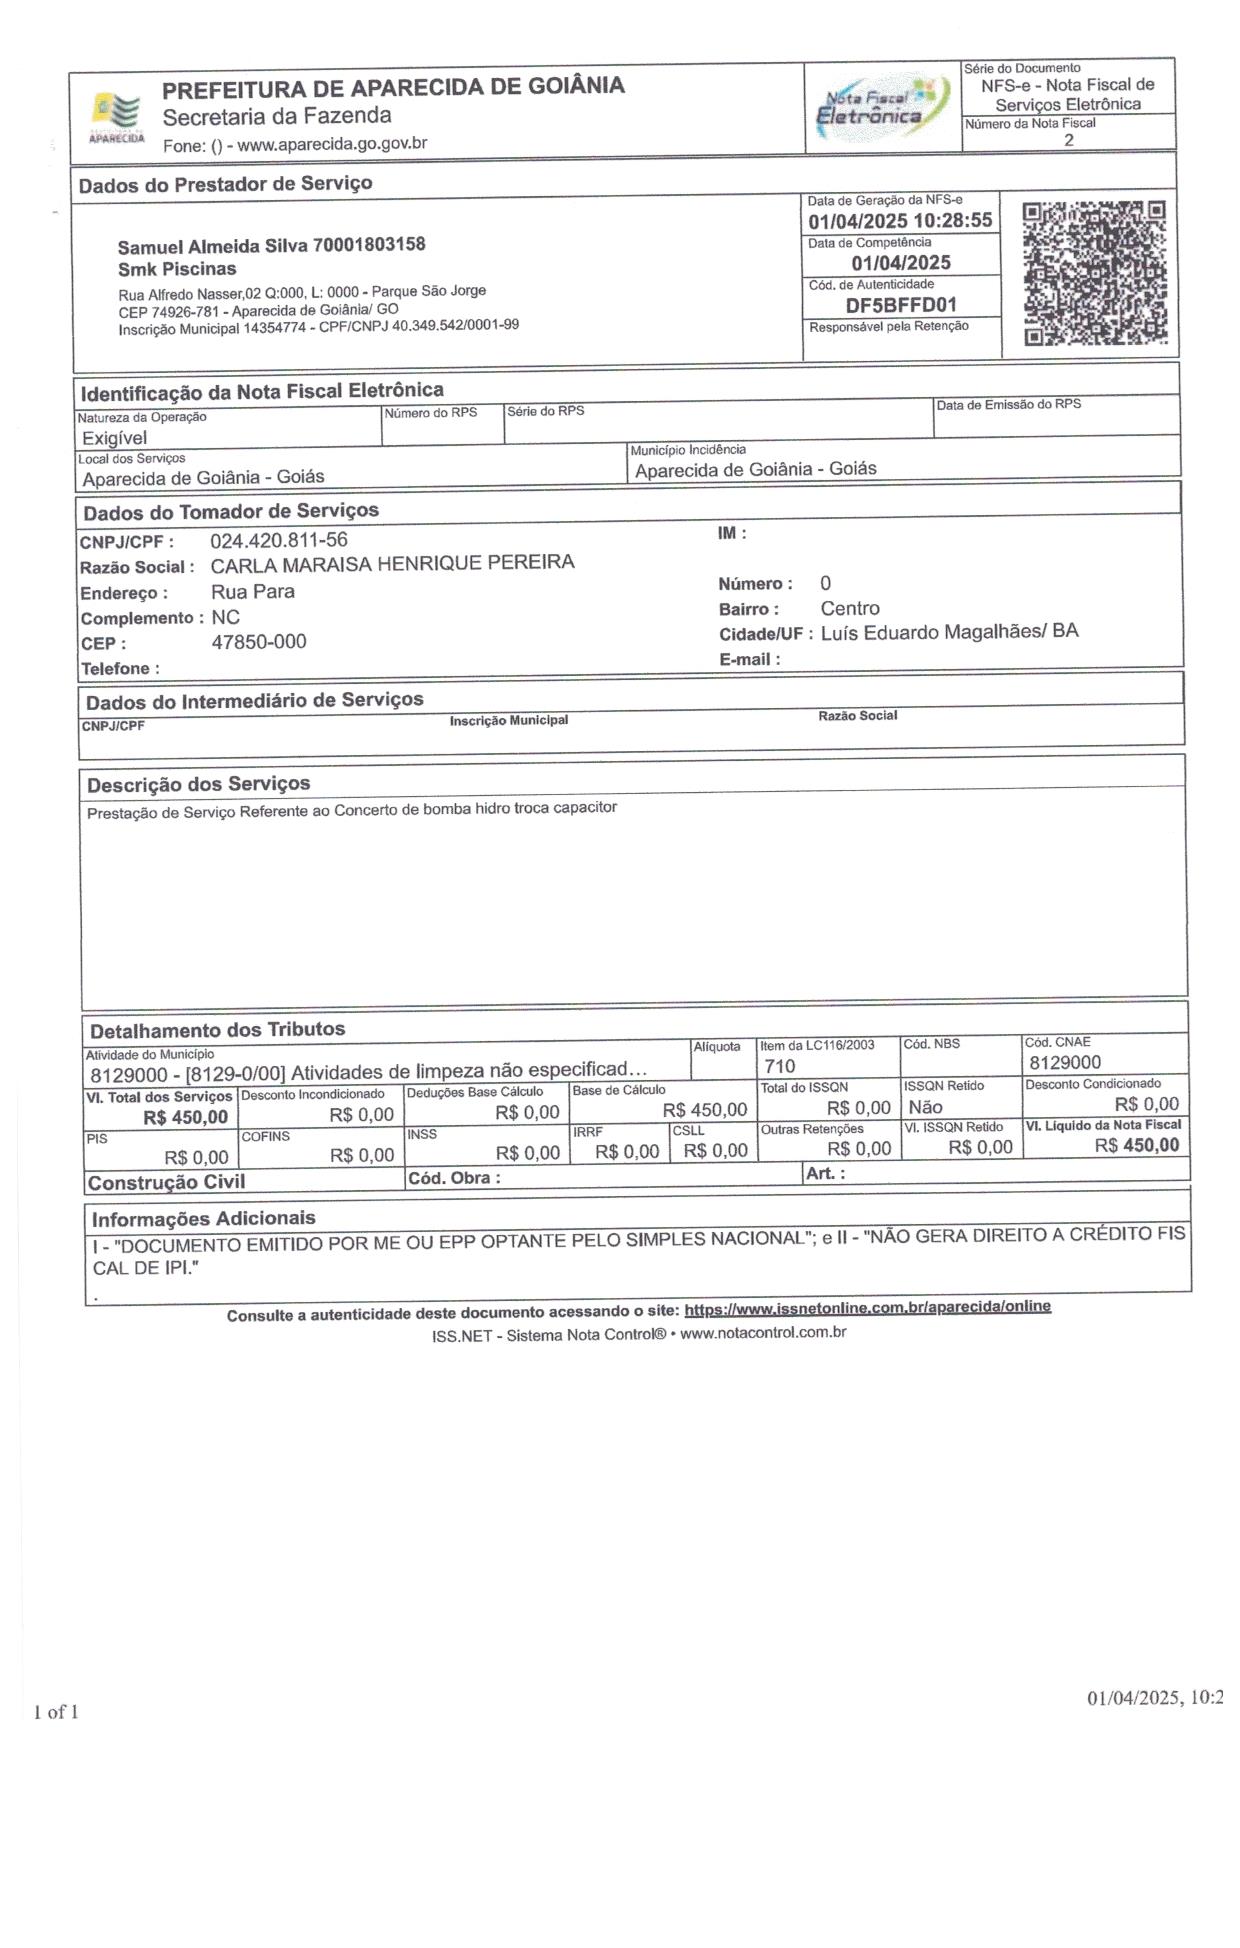 PREFEITURA DE APARECIDA DE GOIÂNIA
Secretaria da Fazenda
Fone: () - www.aparecida.go.gov.br
APARECIDA
Nota Fiscal
Eletrônica
Série do Documento
NFS-e - Nota Fiscal de
Serviços Eletrônica
Número da Nota Fiscal
2
Dados do Prestador de Serviço
Samuel Almeida Silva 70001803158
Smk Piscinas
Rua Alfredo Nasser,02 Q:000, L: 0000 - Parque São Jorge
CEP 74926-781 - Aparecida de Goiânia/ GO
Inscrição Municipal 14354774 - CPF/CNPJ 40.349.542/0001-99
Data de Geração da NFS-e
01/04/2025 10:28:55
Data de Competência
01/04/2025
Cód. de Autenticidade
DF5BFFD01
Responsável pela Retenção
Identificação da Nota Fiscal Eletrônica
Natureza da Operação Número do RPS Série do RPS Data de Emissão do RPS
Exigível
Local dos Serviços Município Incidência
Aparecida de Goiânia - Goiás Aparecida de Goiânia - Goiás
Dados do Tomador de Serviços
CNPJ/CPF : 024.420.811-56 IM :
Razão Social : CARLA MARAISA HENRIQUE PEREIRA
Endereço : Rua Para Número : 0
Complemento : NC Bairro : Centro
CEP : 47850-000 Cidade/UF : Luís Eduardo Magalhães/ BA
Telefone : E-mail :
Dados do Intermediário de Serviços
CNPJ/CPF Inscrição Municipal Razão Social
Descrição dos Serviços
Prestação de Serviço Referente ao Concerto de bomba hidro troca capacitor
Detalhamento dos Tributos
Atividade do Município Alíquota Item da LC116/2003 Cód. NBS Cód. CNAE
8129000 - [8129-0/00] Atividades de limpeza não especificad... 710 8129000
Vl. Total dos Serviços Desconto Incondicionado Deduções Base Cálculo Base de Cálculo Total do ISSQN ISSQN Retido Desconto Condicionado
R$ 450,00 R$ 0,00 R$ 0,00 R$ 450,00 R$ 0,00 Não R$ 0,00
PIS COFINS INSS IRRF CSLL Outras Retenções Vl. ISSQN Retido Vl. Líquido da Nota Fiscal
R$ 0,00 R$ 0,00 R$ 0,00 R$ 0,00 R$ 0,00 R$ 0,00 R$ 0,00 R$ 450,00
Construção Civil Cód. Obra : Art. :
Informações Adicionais
I - "DOCUMENTO EMITIDO POR ME OU EPP OPTANTE PELO SIMPLES NACIONAL"; e II - "NÃO GERA DIREITO A CRÉDITO FIS
CAL DE IPI."
.
Consulte a autenticidade deste documento acessando o site: https://www.issnetonline.com.br/aparecida/online
ISS.NET - Sistema Nota Control® • www.notacontrol.com.br
1 of 1 01/04/2025, 10:2